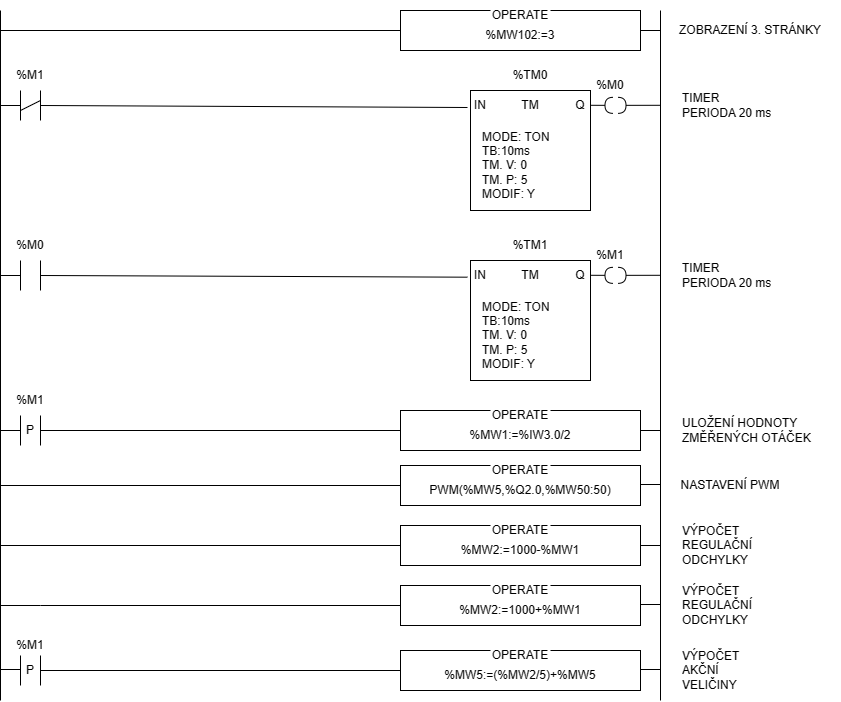 OPERATE
%MW102:=3
ZOBRAZENÍ 3. STRÁNKY
%M1
%TM0
%M0
IN TM Q
TIMER
PERIODA 20 ms
MODE: TON
TB:10ms
TM. V: 0
TM. P: 5
MODIF: Y
%M0
%TM1
%M1
IN TM Q
TIMER
PERIODA 20 ms
MODE: TON
TB:10ms
TM. V: 0
TM. P: 5
MODIF: Y
%M1
P
OPERATE
%MW1:=%IW3.0/2
ULOŽENÍ HODNOTY
ZMĚŘENÝCH OTÁČEK
OPERATE
PWM(%MW5,%Q2.0,%MW50:50)
NASTAVENÍ PWM
OPERATE
%MW2:=1000-%MW1
VÝPOČET
REGULAČNÍ
ODCHYLKY
OPERATE
%MW2:=1000+%MW1
VÝPOČET
REGULAČNÍ
ODCHYLKY
%M1
P
OPERATE
%MW5:=(%MW2/5)+%MW5
VÝPOČET
AKČNÍ
VELIČINY